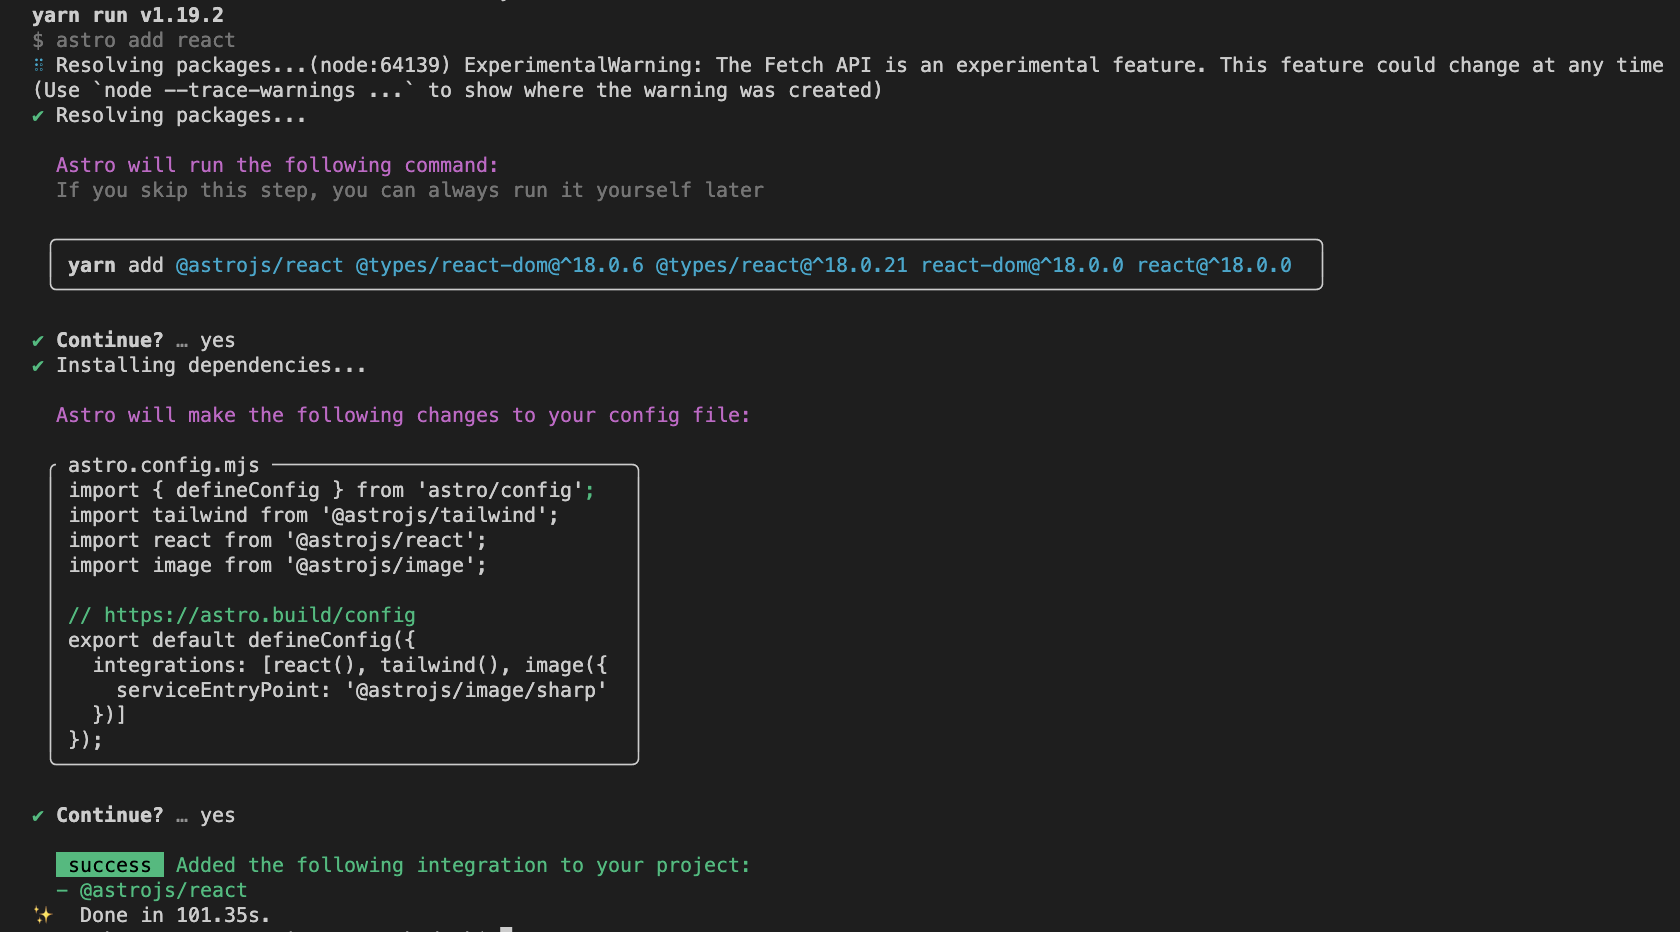 yarn run v1.19.2
$ astro add react
⠿ Resolving packages...(node:64139) ExperimentalWarning: The Fetch API is an experimental feature. This feature could change at any time
(Use `node --trace-warnings ...` to show where the warning was created)
✔ Resolving packages...
Astro will run the following command:
If you skip this step, you can always run it yourself later
yarn add @astrojs/react @types/react-dom@^18.0.6 @types/react@^18.0.21 react-dom@^18.0.0 react@^18.0.0
✔ Continue? … yes
✔ Installing dependencies...
Astro will make the following changes to your config file:
astro.config.mjs
import { defineConfig } from 'astro/config';
import tailwind from '@astrojs/tailwind';
import react from '@astrojs/react';
import image from '@astrojs/image';
// https://astro.build/config
export default defineConfig({
  integrations: [react(), tailwind(), image({
    serviceEntryPoint: '@astrojs/image/sharp'
  })]
});
✔ Continue? … yes
success Added the following integration to your project:
– @astrojs/react
✨ Done in 101.35s.